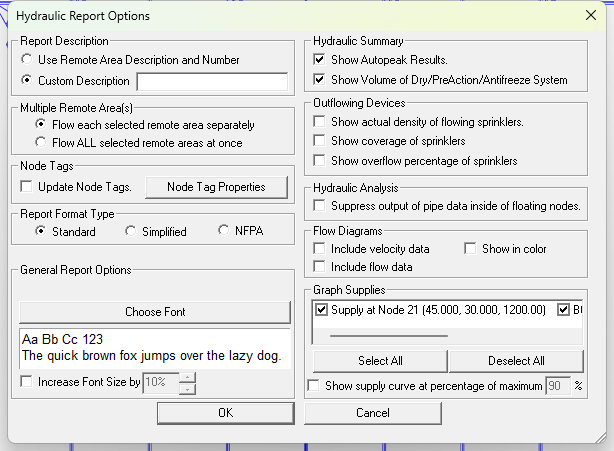 Hydraulic Report Options
Report Description
Use Remote Area Description and Number
Custom Description
Multiple Remote Area(s)
Flow each selected remote area separately
Flow ALL selected remote areas at once
Node Tags
Update Node Tags.
Node Tag Properties
Report Format Type
Standard
Simplified
NFPA
General Report Options
Choose Font
Aa Bb Cc 123
The quick brown fox jumps over the lazy dog.
Increase Font Size by 10%
Hydraulic Summary
Show Autopeak Results.
Show Volume of Dry/PreAction/Antifreeze System
Outflowing Devices
Show actual density of flowing sprinklers.
Show coverage of sprinklers
Show overflow percentage of sprinklers
Hydraulic Analysis
Suppress output of pipe data inside of floating nodes.
Flow Diagrams
Include velocity data
Show in color
Include flow data
Graph Supplies
Supply at Node 21 (45.000, 30.000, 1200.00)
Select All
Deselect All
Show supply curve at percentage of maximum 90 %
OK
Cancel